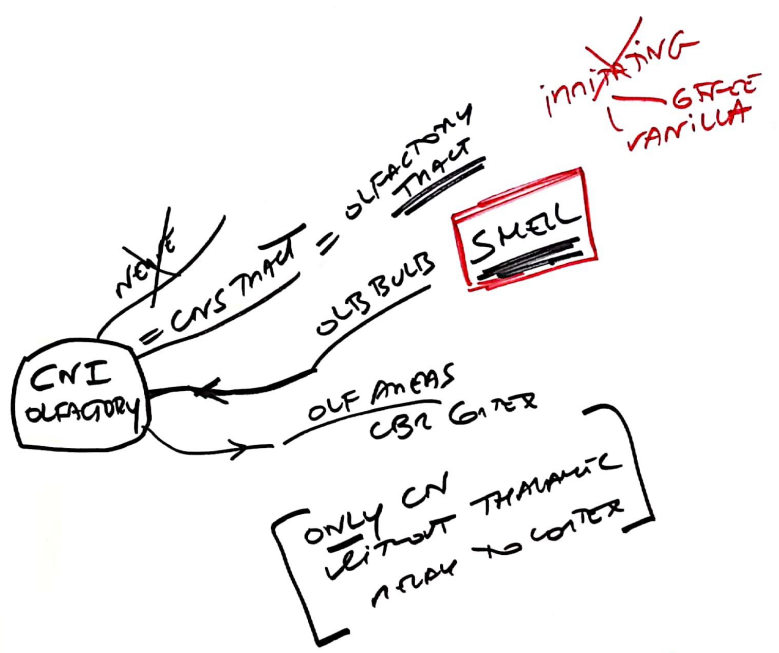 IRRITATING
COFFEE
VANILLA
OLFACTORY
TRACT
SMELL
NERVE
= CNS TRACT =
OLB BULB
CN I
OLFACTORY
OLF AREAS
CBR CORTEX
ONLY CN
WITHOUT THALAMIC
RELAY TO CORTEX